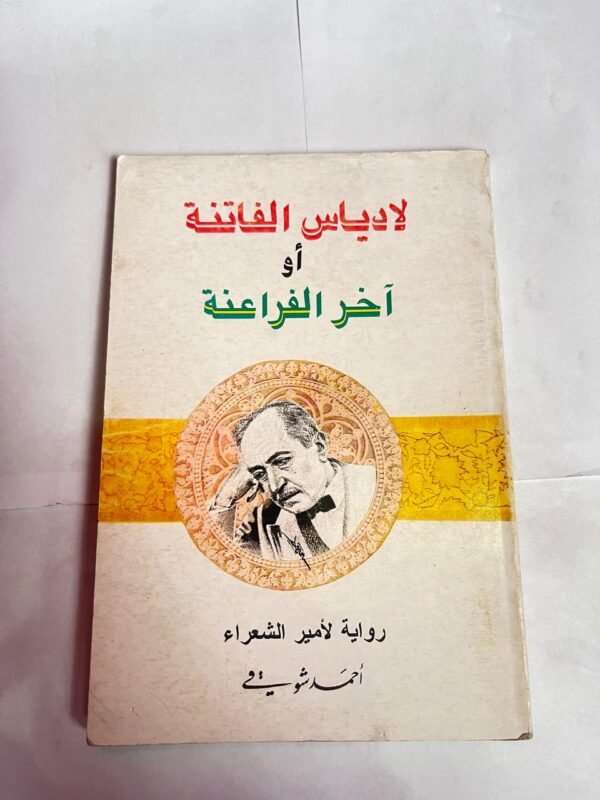 لادياس الفاتنة
أو
آخر الفراعنة
رواية لأمير الشعراء
أحمد شوقي